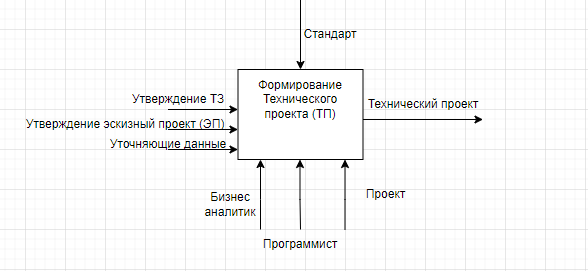 Стандарт
Формирование
Технического
проекта (ТП)
Утверждение ТЗ
Утверждение эскизный проект (ЭП)
Уточняющие данные
Технический проект
Бизнес
аналитик
Программист
Проект